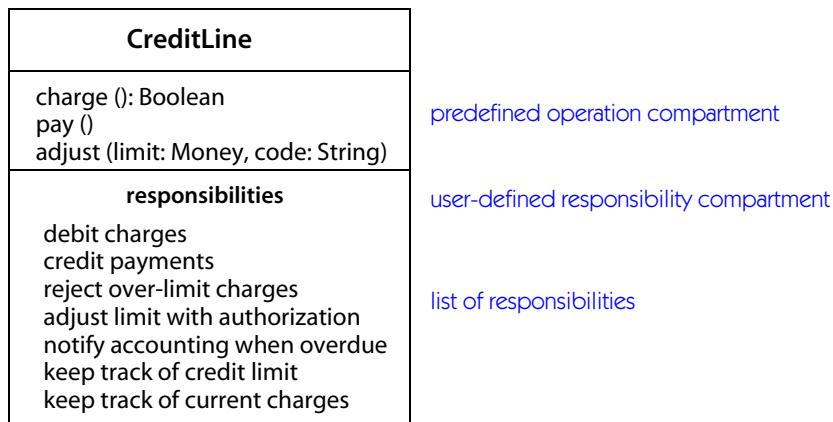 CreditLine
charge (): Boolean
pay ()
adjust (limit: Money, code: String)
predefined operation compartment
responsibilities
user-defined responsibility compartment
debit charges
credit payments
reject over-limit charges
list of responsibilities
adjust limit with authorization
notify accounting when overdue
keep track of credit limit
keep track of current charges